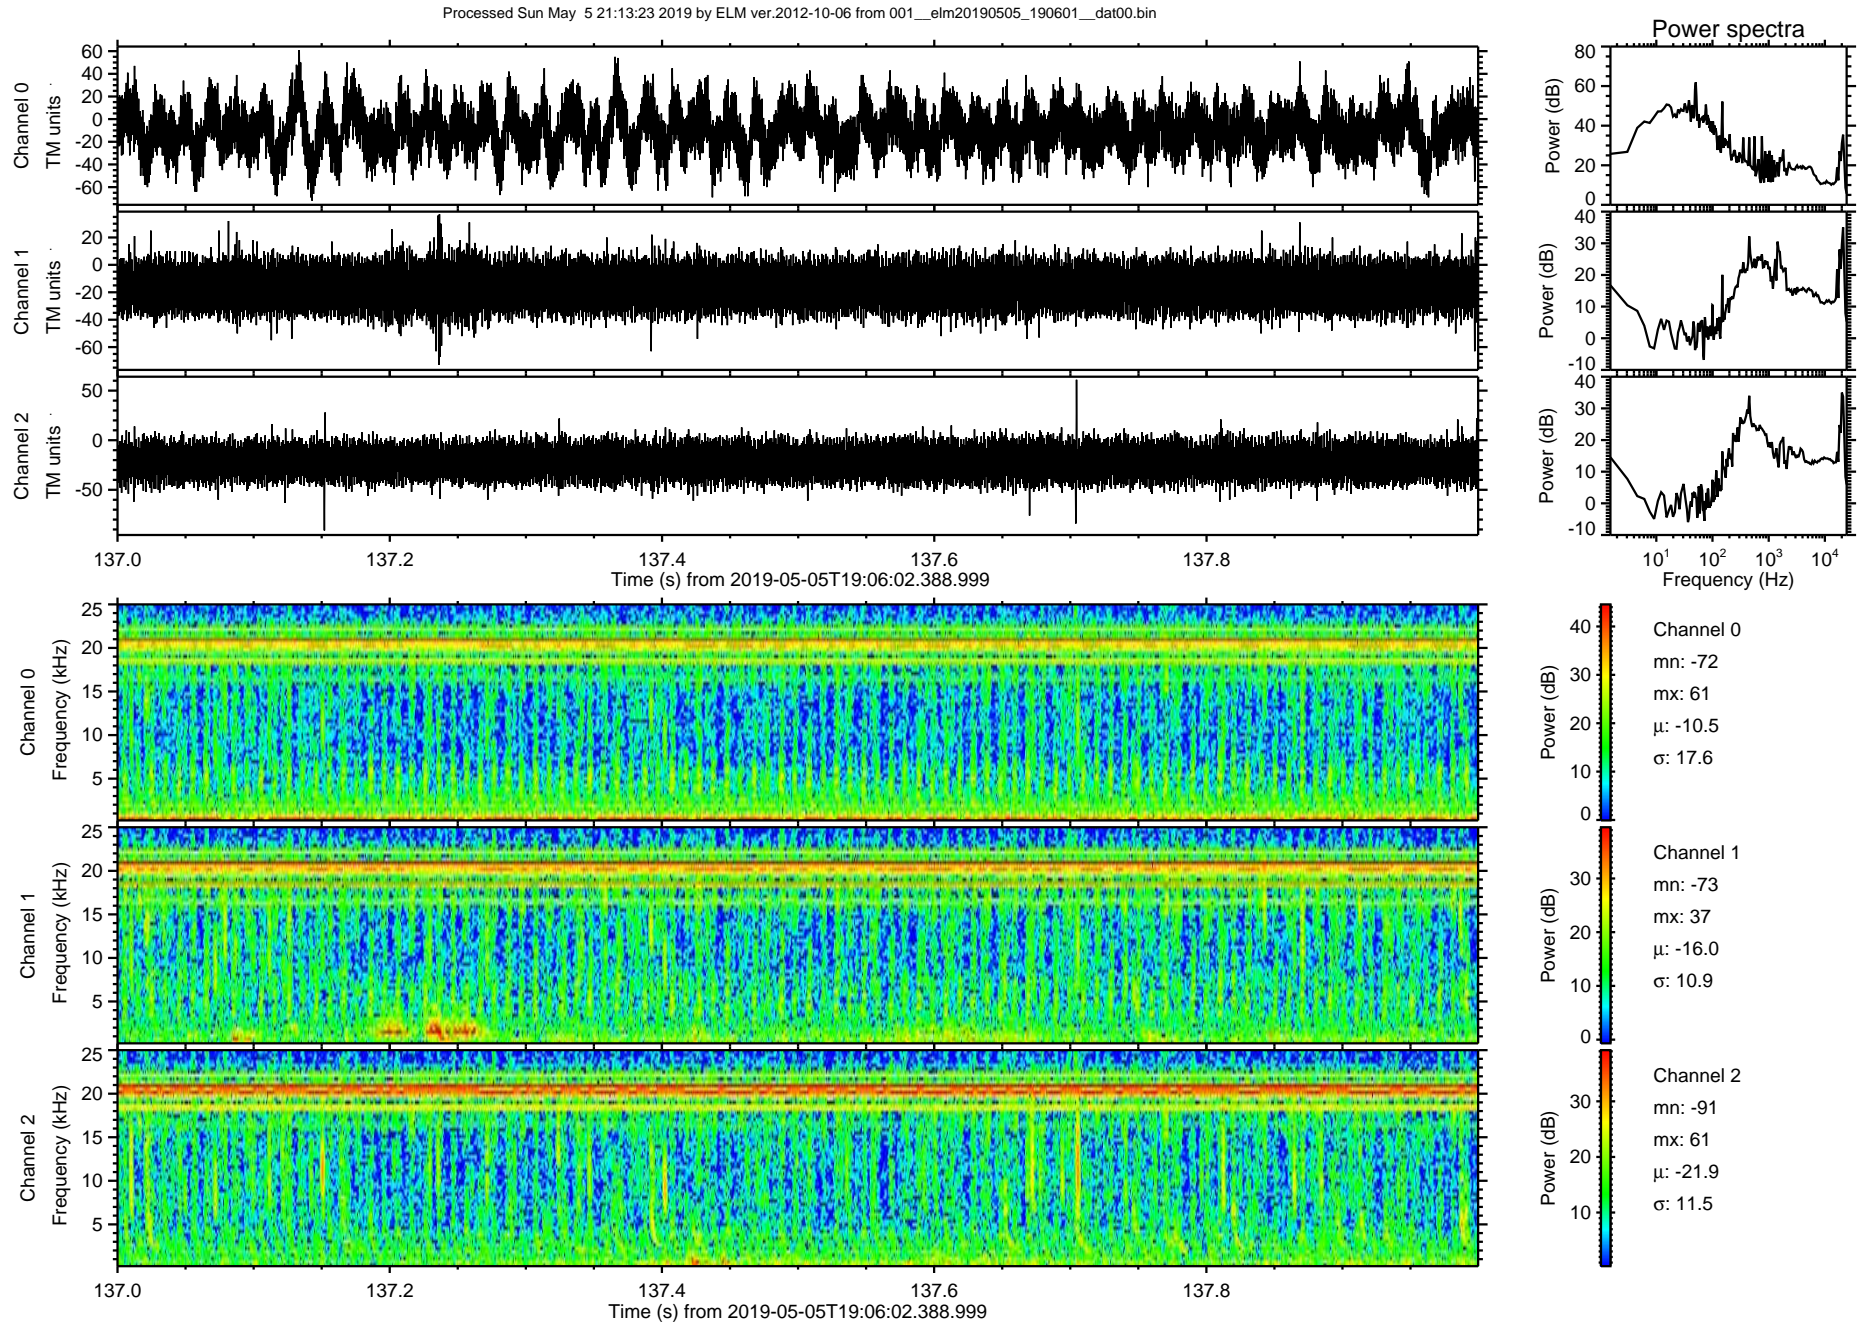 Processed Sun May  5 21:13:23 2019 by ELM ver.2012-10-06 from 001__elm20190505_190601__dat00.bin
Power spectra
Channel 0
TM units
60
40
20
0
-20
-40
-60
Power (dB)
80
60
40
20
0
Channel 1
TM units
20
0
-20
-40
-60
Power (dB)
40
30
20
10
0
-10
Channel 2
TM units
50
0
-50
Power (dB)
40
30
20
10
0
-10
137.0 137.2 137.4 137.6 137.8
Time (s) from 2019-05-05T19:06:02.388.999
10^1 10^2 10^3 10^4
Frequency (Hz)
Channel 0
Frequency (kHz)
25
20
15
10
5
Power (dB)
40
30
20
10
0
Channel 0
mn: -72
mx: 61
μ: -10.5
σ: 17.6
Channel 1
Frequency (kHz)
25
20
15
10
5
Power (dB)
30
20
10
0
Channel 1
mn: -73
mx: 37
μ: -16.0
σ: 10.9
Channel 2
Frequency (kHz)
25
20
15
10
5
Power (dB)
30
20
10
Channel 2
mn: -91
mx: 61
μ: -21.9
σ: 11.5
137.0 137.2 137.4 137.6 137.8
Time (s) from 2019-05-05T19:06:02.388.999